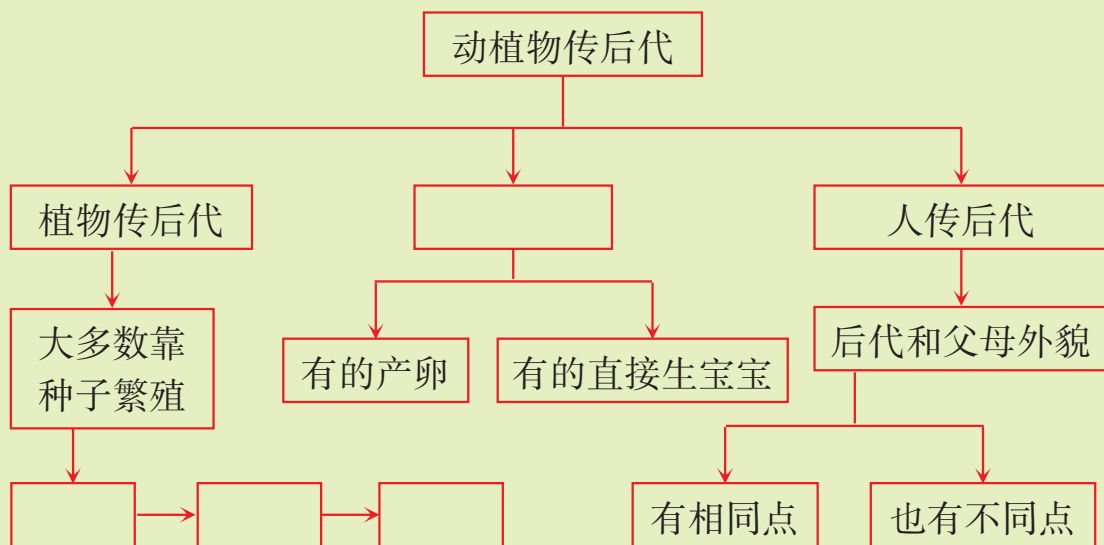 动植物传后代
植物传后代
人传后代
大多数靠
种子繁殖
有的产卵
有的直接生宝宝
后代和父母外貌
有相同点
也有不同点